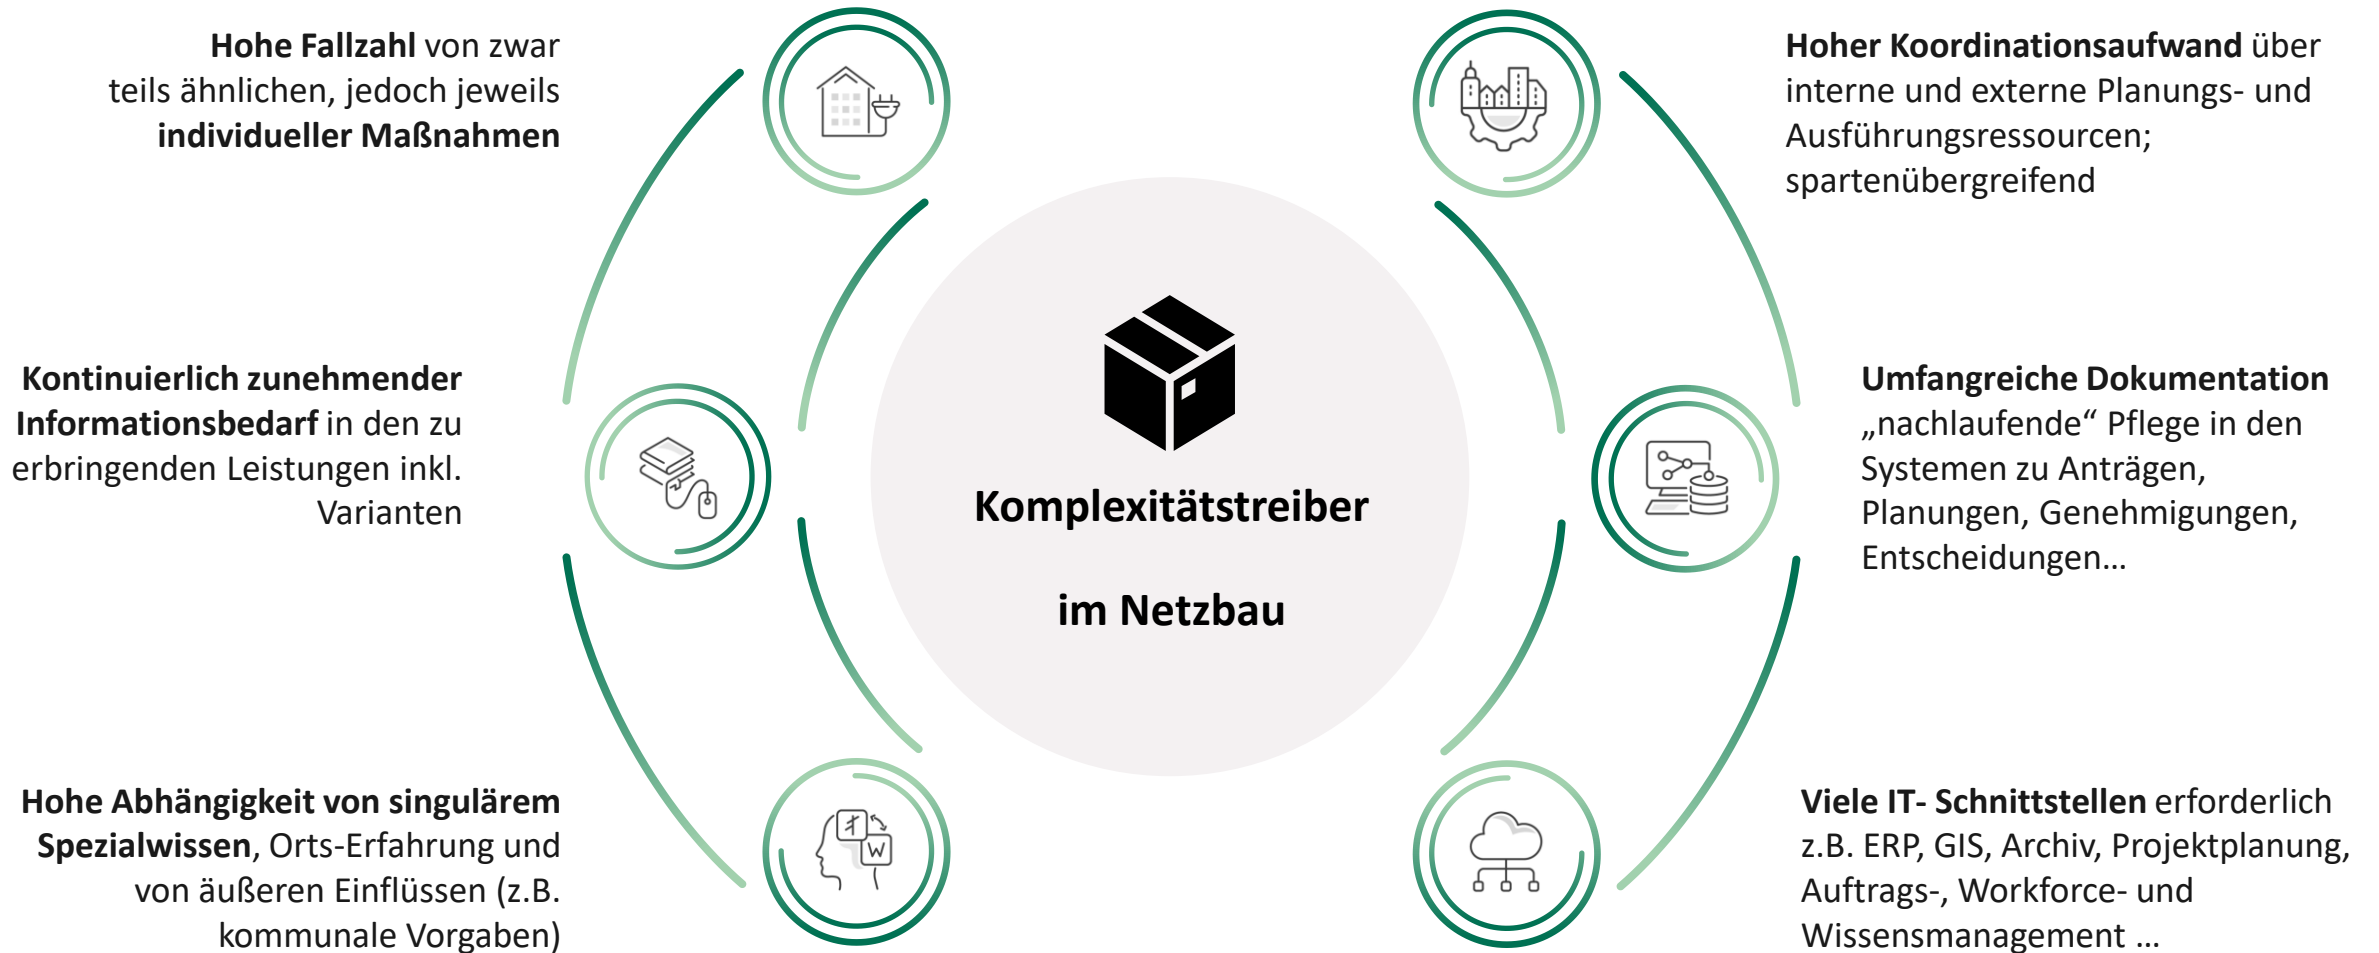 Hohe Fallzahl von zwar
teils ähnlichen, jedoch jeweils
individueller Maßnahmen
Kontinuierlich zunehmender
Informationsbedarf in den zu
erbringenden Leistungen inkl.
Varianten
Hohe Abhängigkeit von singulärem
Spezialwissen, Orts-Erfahrung und
von äußeren Einflüssen (z.B.
kommunale Vorgaben)
Komplexitätstreiber
im Netzbau
Hoher Koordinationsaufwand über
interne und externe Planungs- und
Ausführungsressourcen;
spartenübergreifend
Umfangreiche Dokumentation
„nachlaufende“ Pflege in den
Systemen zu Anträgen,
Planungen, Genehmigungen,
Entscheidungen…
Viele IT- Schnittstellen erforderlich
z.B. ERP, GIS, Archiv, Projektplanung,
Auftrags-, Workforce- und
Wissensmanagement …
W